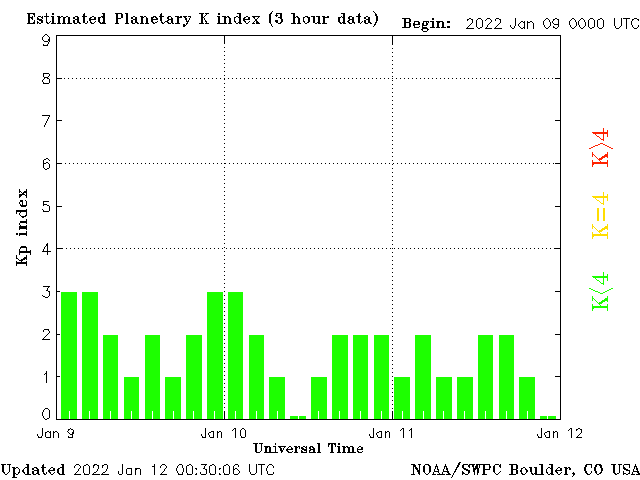 Estimated Planetary K index (3 hour data) Begin: 2022 Jan 09 0000 UTC
9
8
7
6
5
4
3
2
1
0
Kp index
Jan 9 Jan 10 Jan 11 Jan 12
Universal Time
K>4
K=4
K<4
Updated 2022 Jan 12 00:30:06 UTC NOAA/SWPC Boulder, CO USA